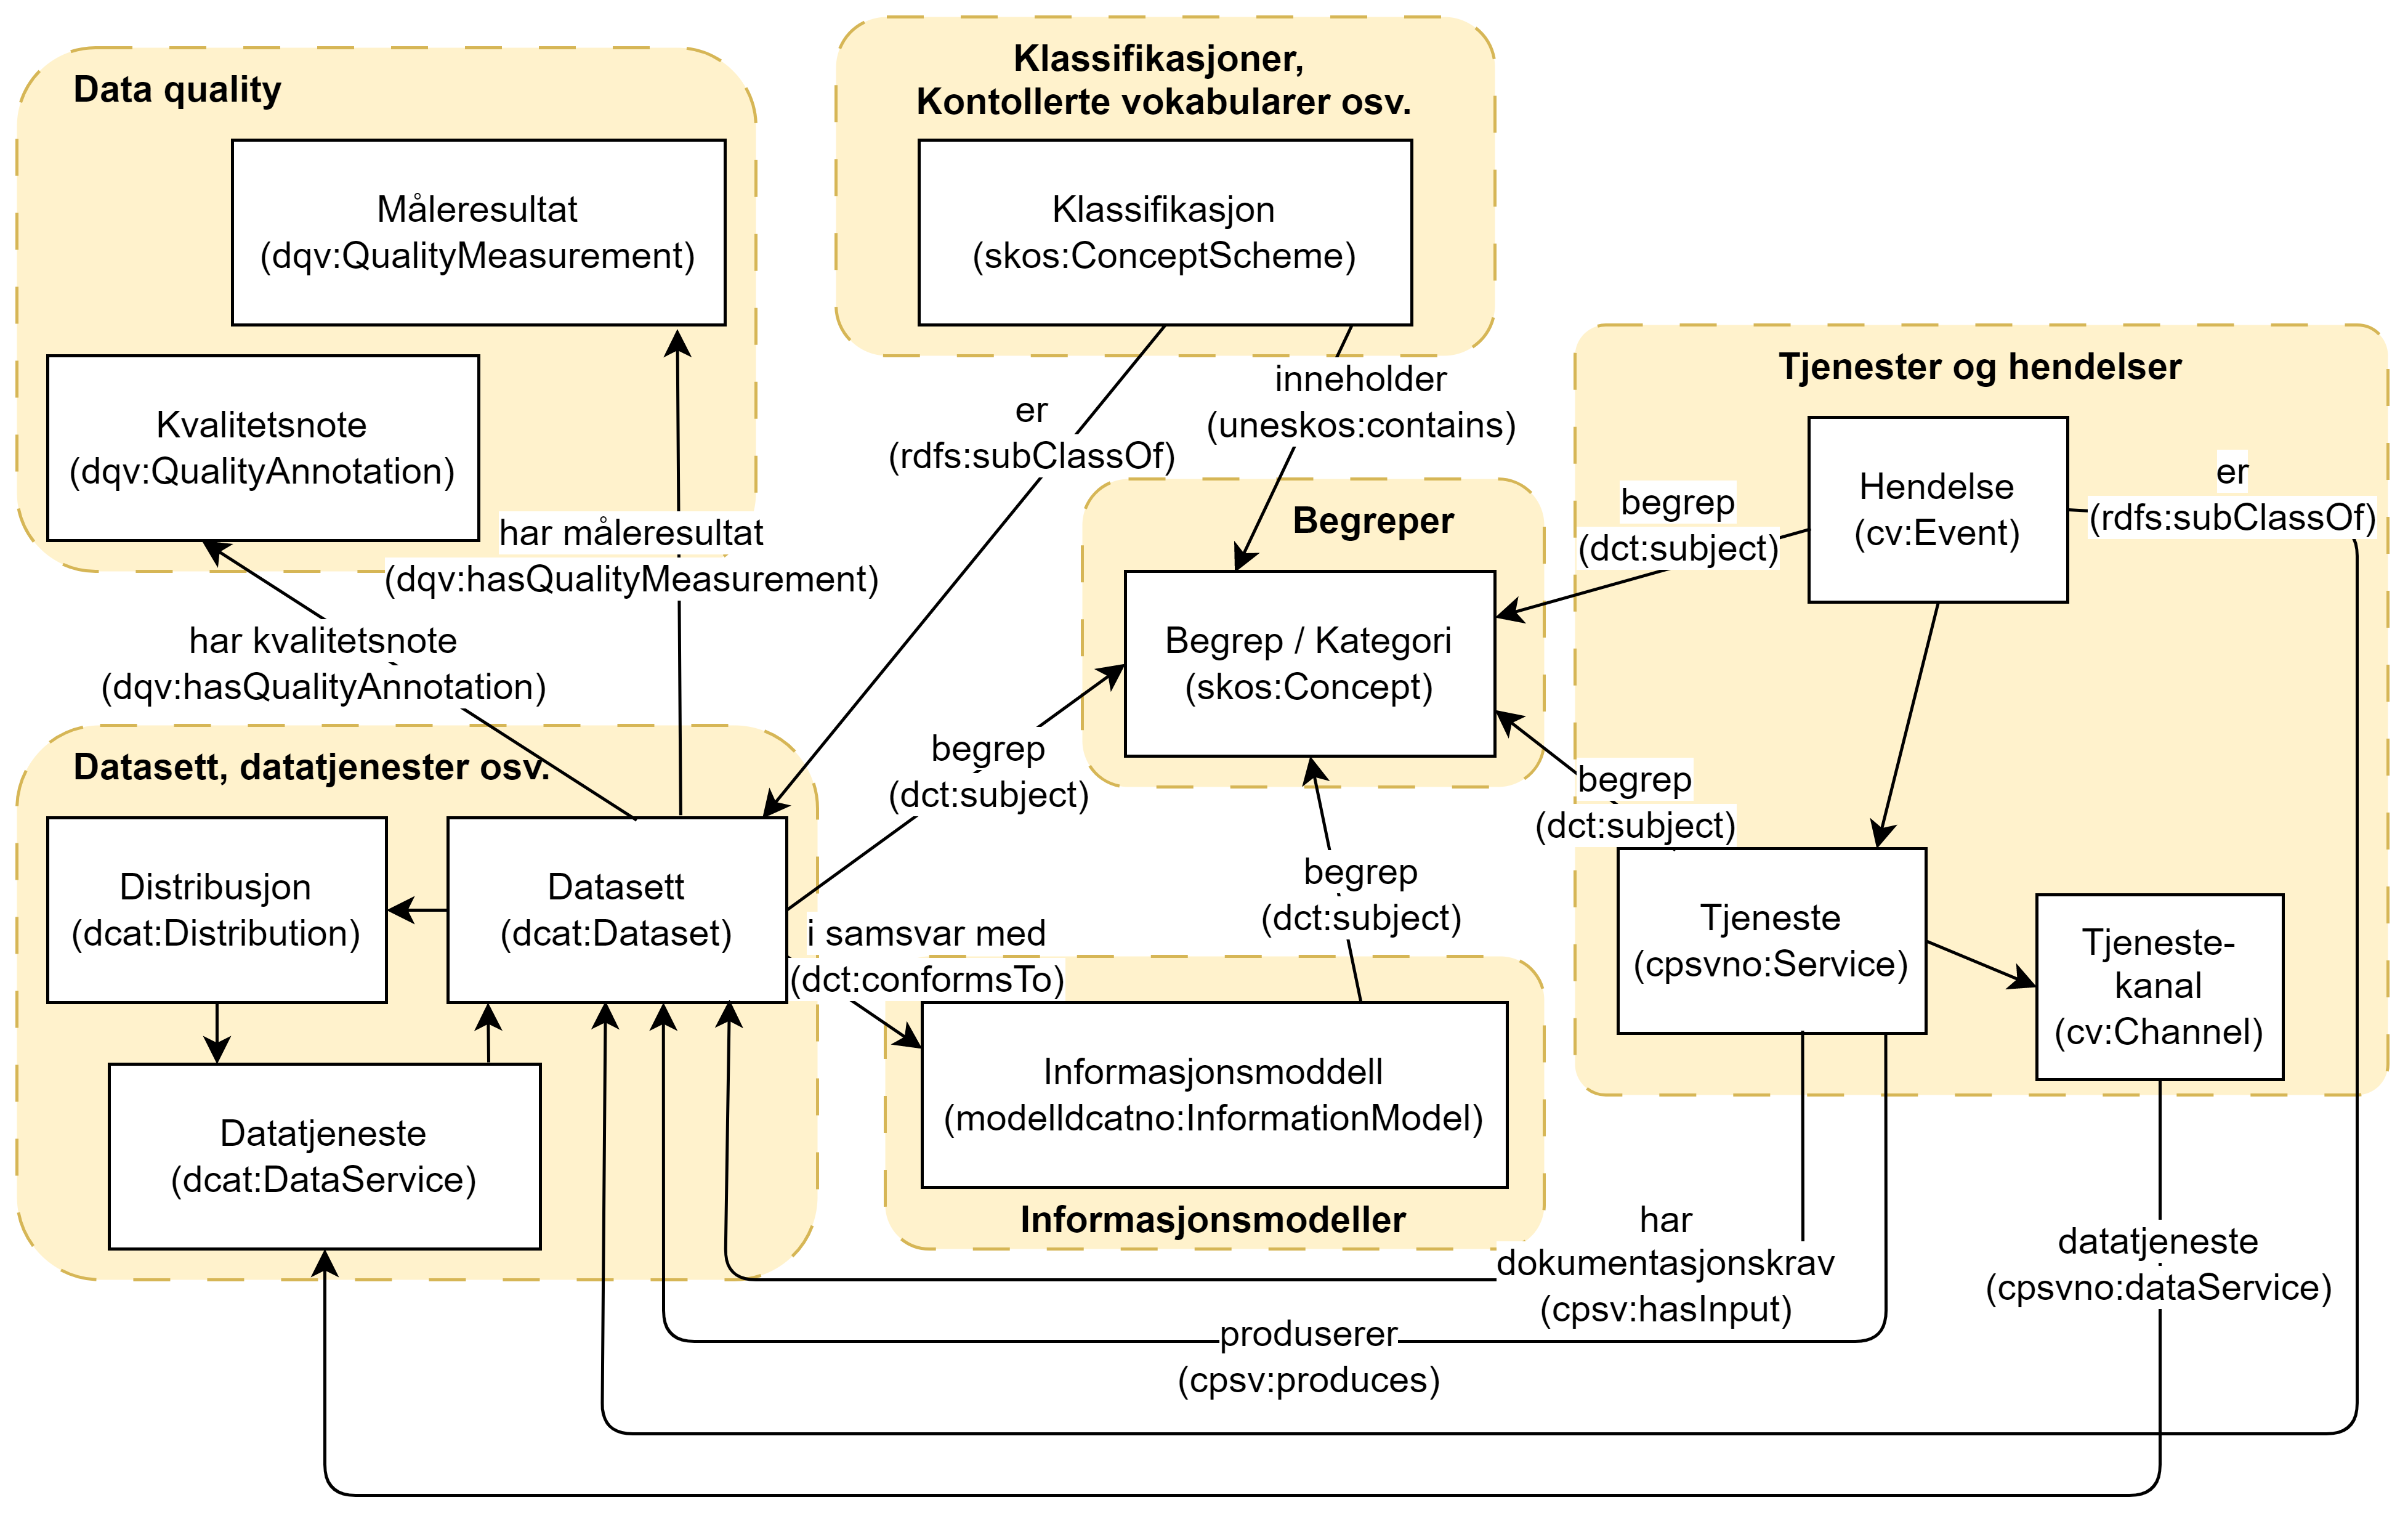 Data quality
Måleresultat
(dqv:QualityMeasurement)
Kvalitetsnote
(dqv:QualityAnnotation)
Klassifikasjoner,
Kontollerte vokabularer osv.
Klassifikasjon
(skos:ConceptScheme)
er
(rdfs:subClassOf)
inneholder
(uneskos:contains)
Tjenester og hendelser
Hendelse
(cv:Event)
er
(rdfs:subClassOf)
begrep
(dct:subject)
har måleresultat
(dqv:hasQualityMeasurement)
har kvalitetsnote
(dqv:hasQualityAnnotation)
Begreper
Begrep / Kategori
(skos:Concept)
begrep
(dct:subject)
begrep
(dct:subject)
begrep
(dct:subject)
Datasett, datatjenester osv.
Distribusjon
(dcat:Distribution)
Datasett
(dcat:Dataset)
Datatjeneste
(dcat:DataService)
i samsvar med
(dct:conformsTo)
Informasjonsmoddell
(modelldcatno:InformationModel)
Informasjonsmodeller
Tjeneste
(cpsvno:Service)
Tjeneste-
kanal
(cv:Channel)
har
dokumentasjonskrav
(cpsv:hasInput)
datatjeneste
(cpsvno:dataService)
produserer
(cpsv:produces)